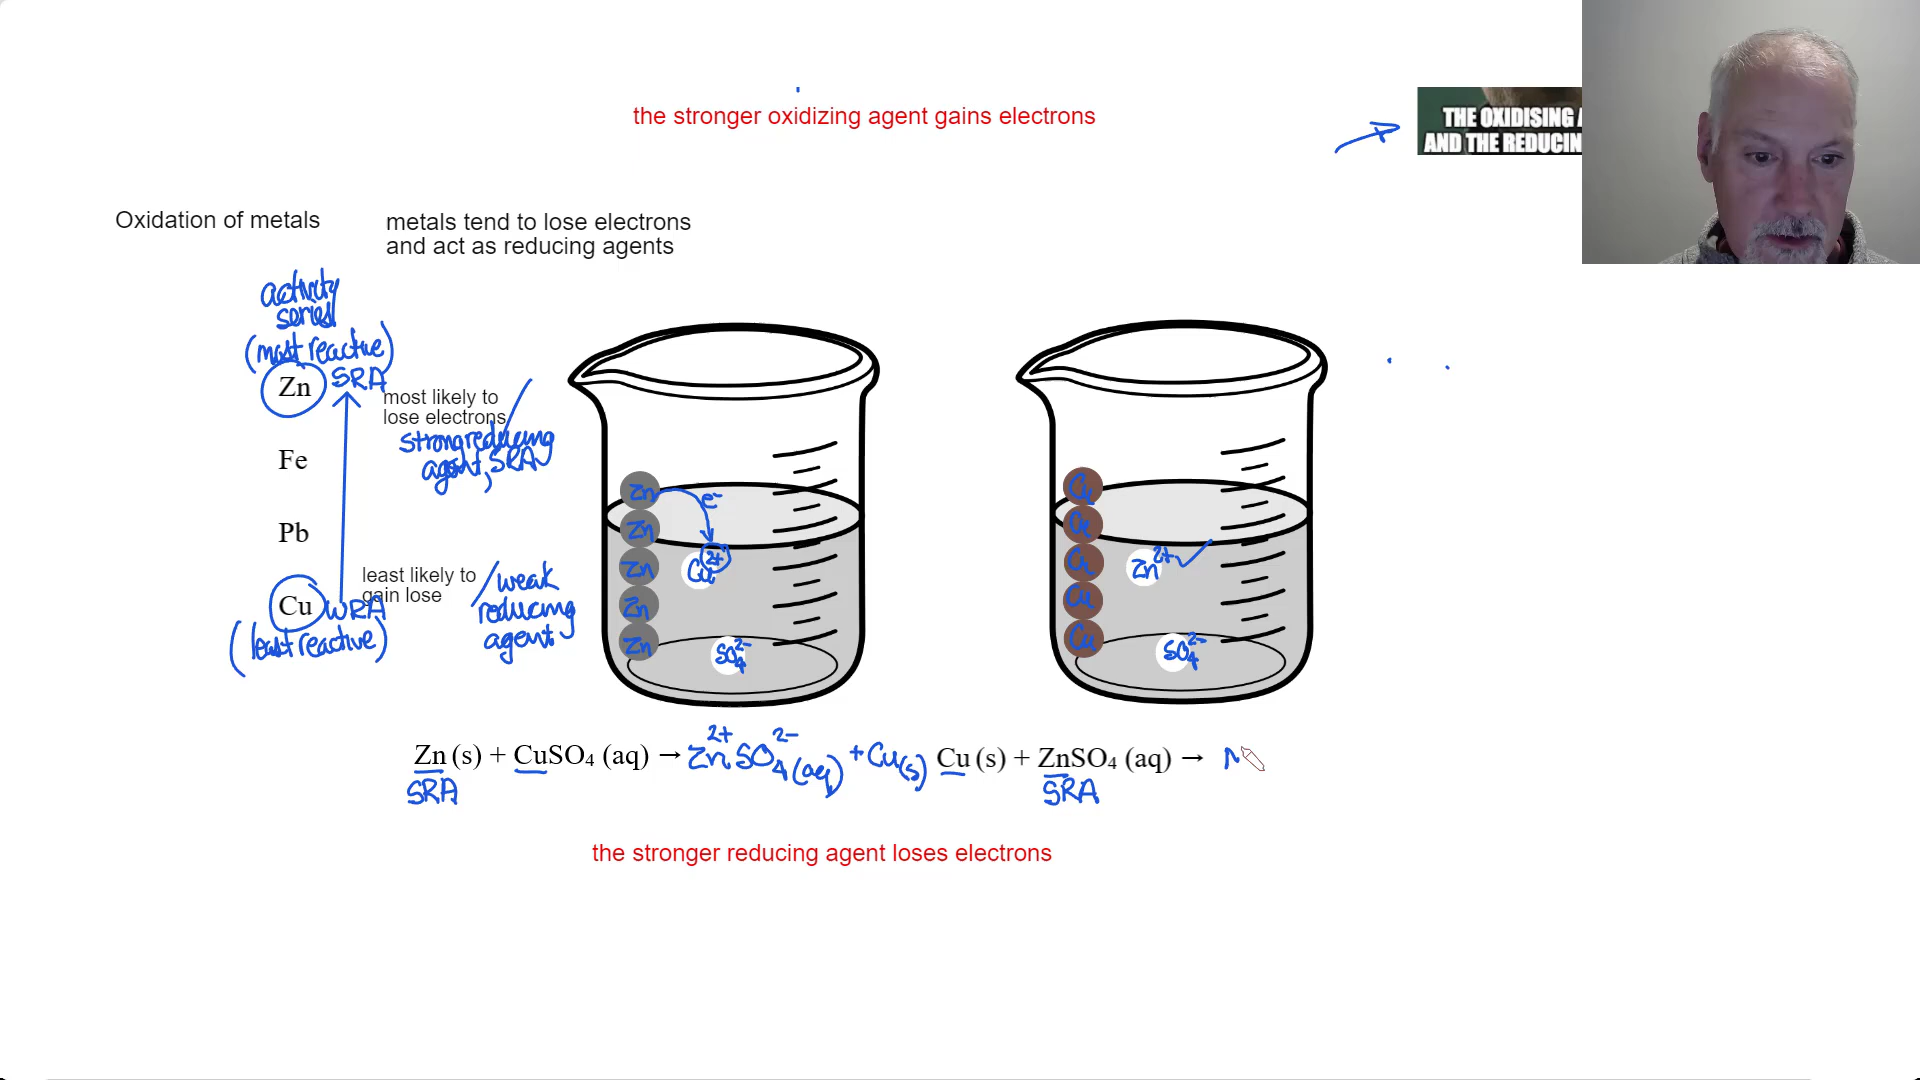 the stronger oxidizing agent gains electrons
THE OXIDISING
AND THE REDUCIN
Oxidation of metals
metals tend to lose electrons
and act as reducing agents
activity
series
(most reactive)
Zn SRA
most likely to
lose electrons
strong reducing
agent, SRA
Fe
Pb
least likely to
gain lose
Cu WRA
(least reactive)
weak
reducing
agent
Zn
e-
Zn
Zn
Cu2+
Zn
Zn
SO4 2-
Cu
Cu
Cu
Zn2+
Cu
Cu
SO4 2-
Zn (s) + CuSO₄ (aq) → Zn2+SO4 2-(aq) + Cu(s)
SRA
Cu (s) + ZnSO₄ (aq) → N
SRA
the stronger reducing agent loses electrons